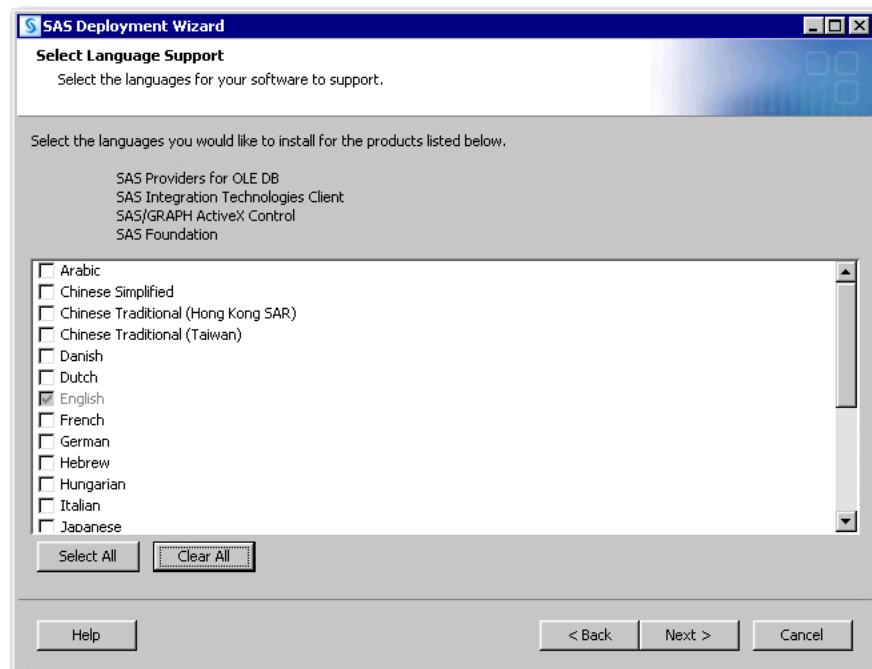 SAS Deployment Wizard
Select Language Support
Select the languages for your software to support.
Select the languages you would like to install for the products listed below.
SAS Providers for OLE DB
SAS Integration Technologies Client
SAS/GRAPH ActiveX Control
SAS Foundation
Arabic
Chinese Simplified
Chinese Traditional (Hong Kong SAR)
Chinese Traditional (Taiwan)
Danish
Dutch
English
French
German
Hebrew
Hungarian
Italian
Japanese
Select All Clear All
Help < Back Next > Cancel